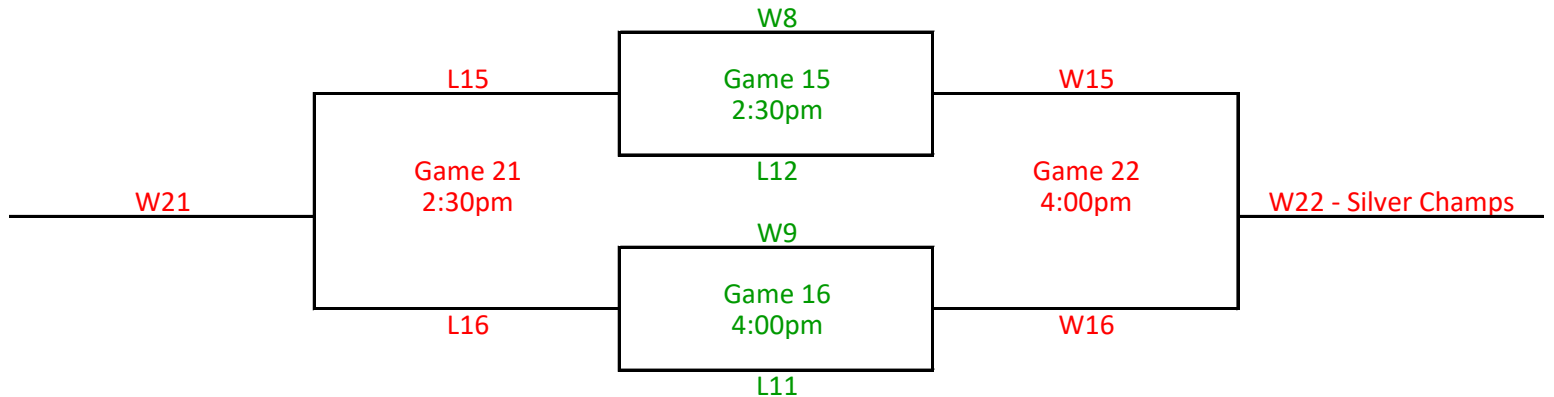 W8
L15
Game 15
2:30pm
W15
L12
Game 21
2:30pm
Game 22
4:00pm
W21
W22 - Silver Champs
W9
Game 16
4:00pm
L16
W16
L11